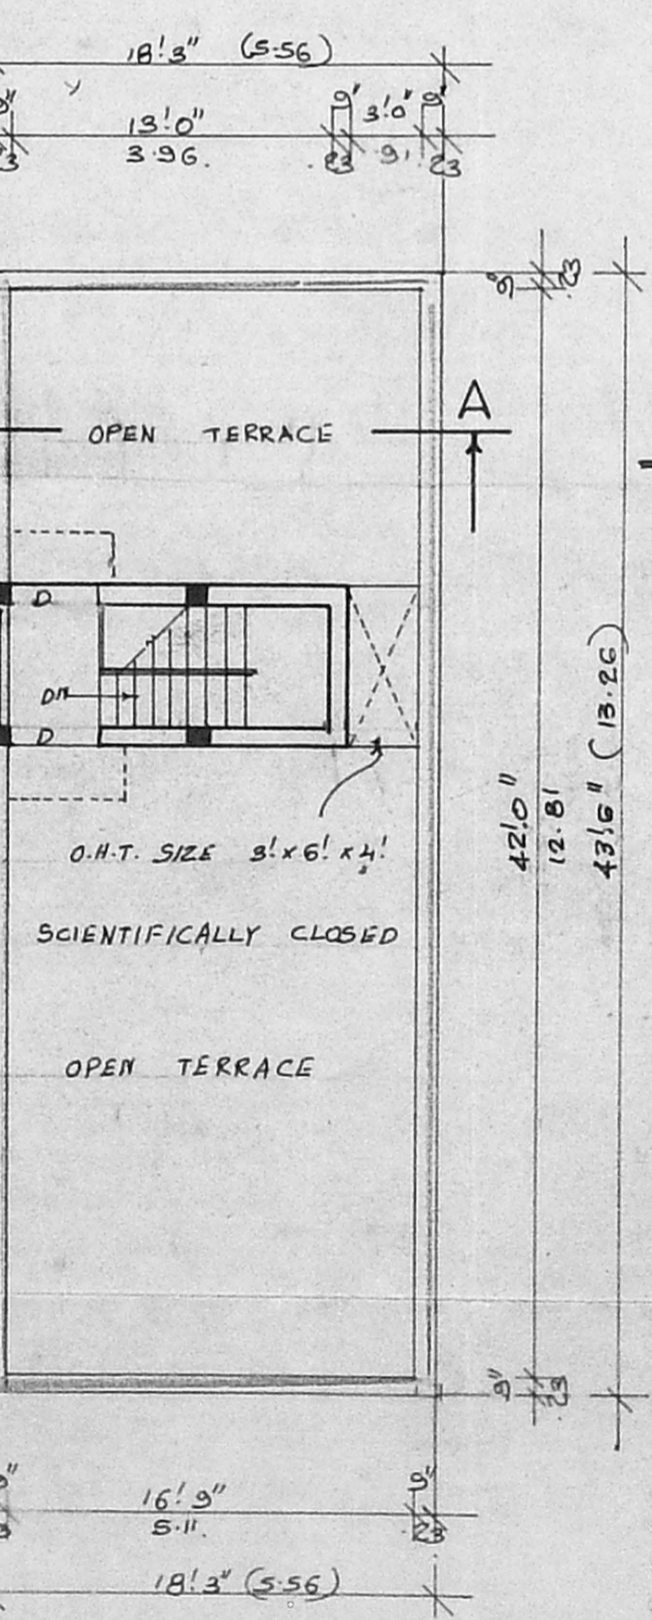 18'3" (5.56)
9" 13'0" 9" 3'0" 9"
3.96. .23 .91 .23
9" .23
A
OPEN TERRACE
D
DN
D
O.H.T. SIZE 3'x6'x4'
SCIENTIFICALLY CLOSED
OPEN TERRACE
42'0"
12.81
43'6" (13.26)
9" .23
16'9" 9"
5.11. .23
18'3" (5.56)